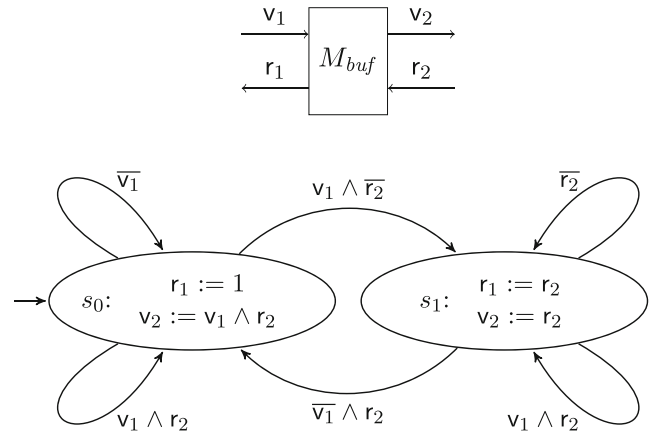 v₁ v₂
M_buf
r₁ r₂
v̅₁̅ v₁ ∧ r̅₂̅ r̅₂̅
s₀: r₁ := 1 s₁: r₁ := r₂
v₂ := v₁ ∧ r₂ v₂ := r₂
v₁ ∧ r₂ v̅₁̅ ∧ r₂ v₁ ∧ r₂